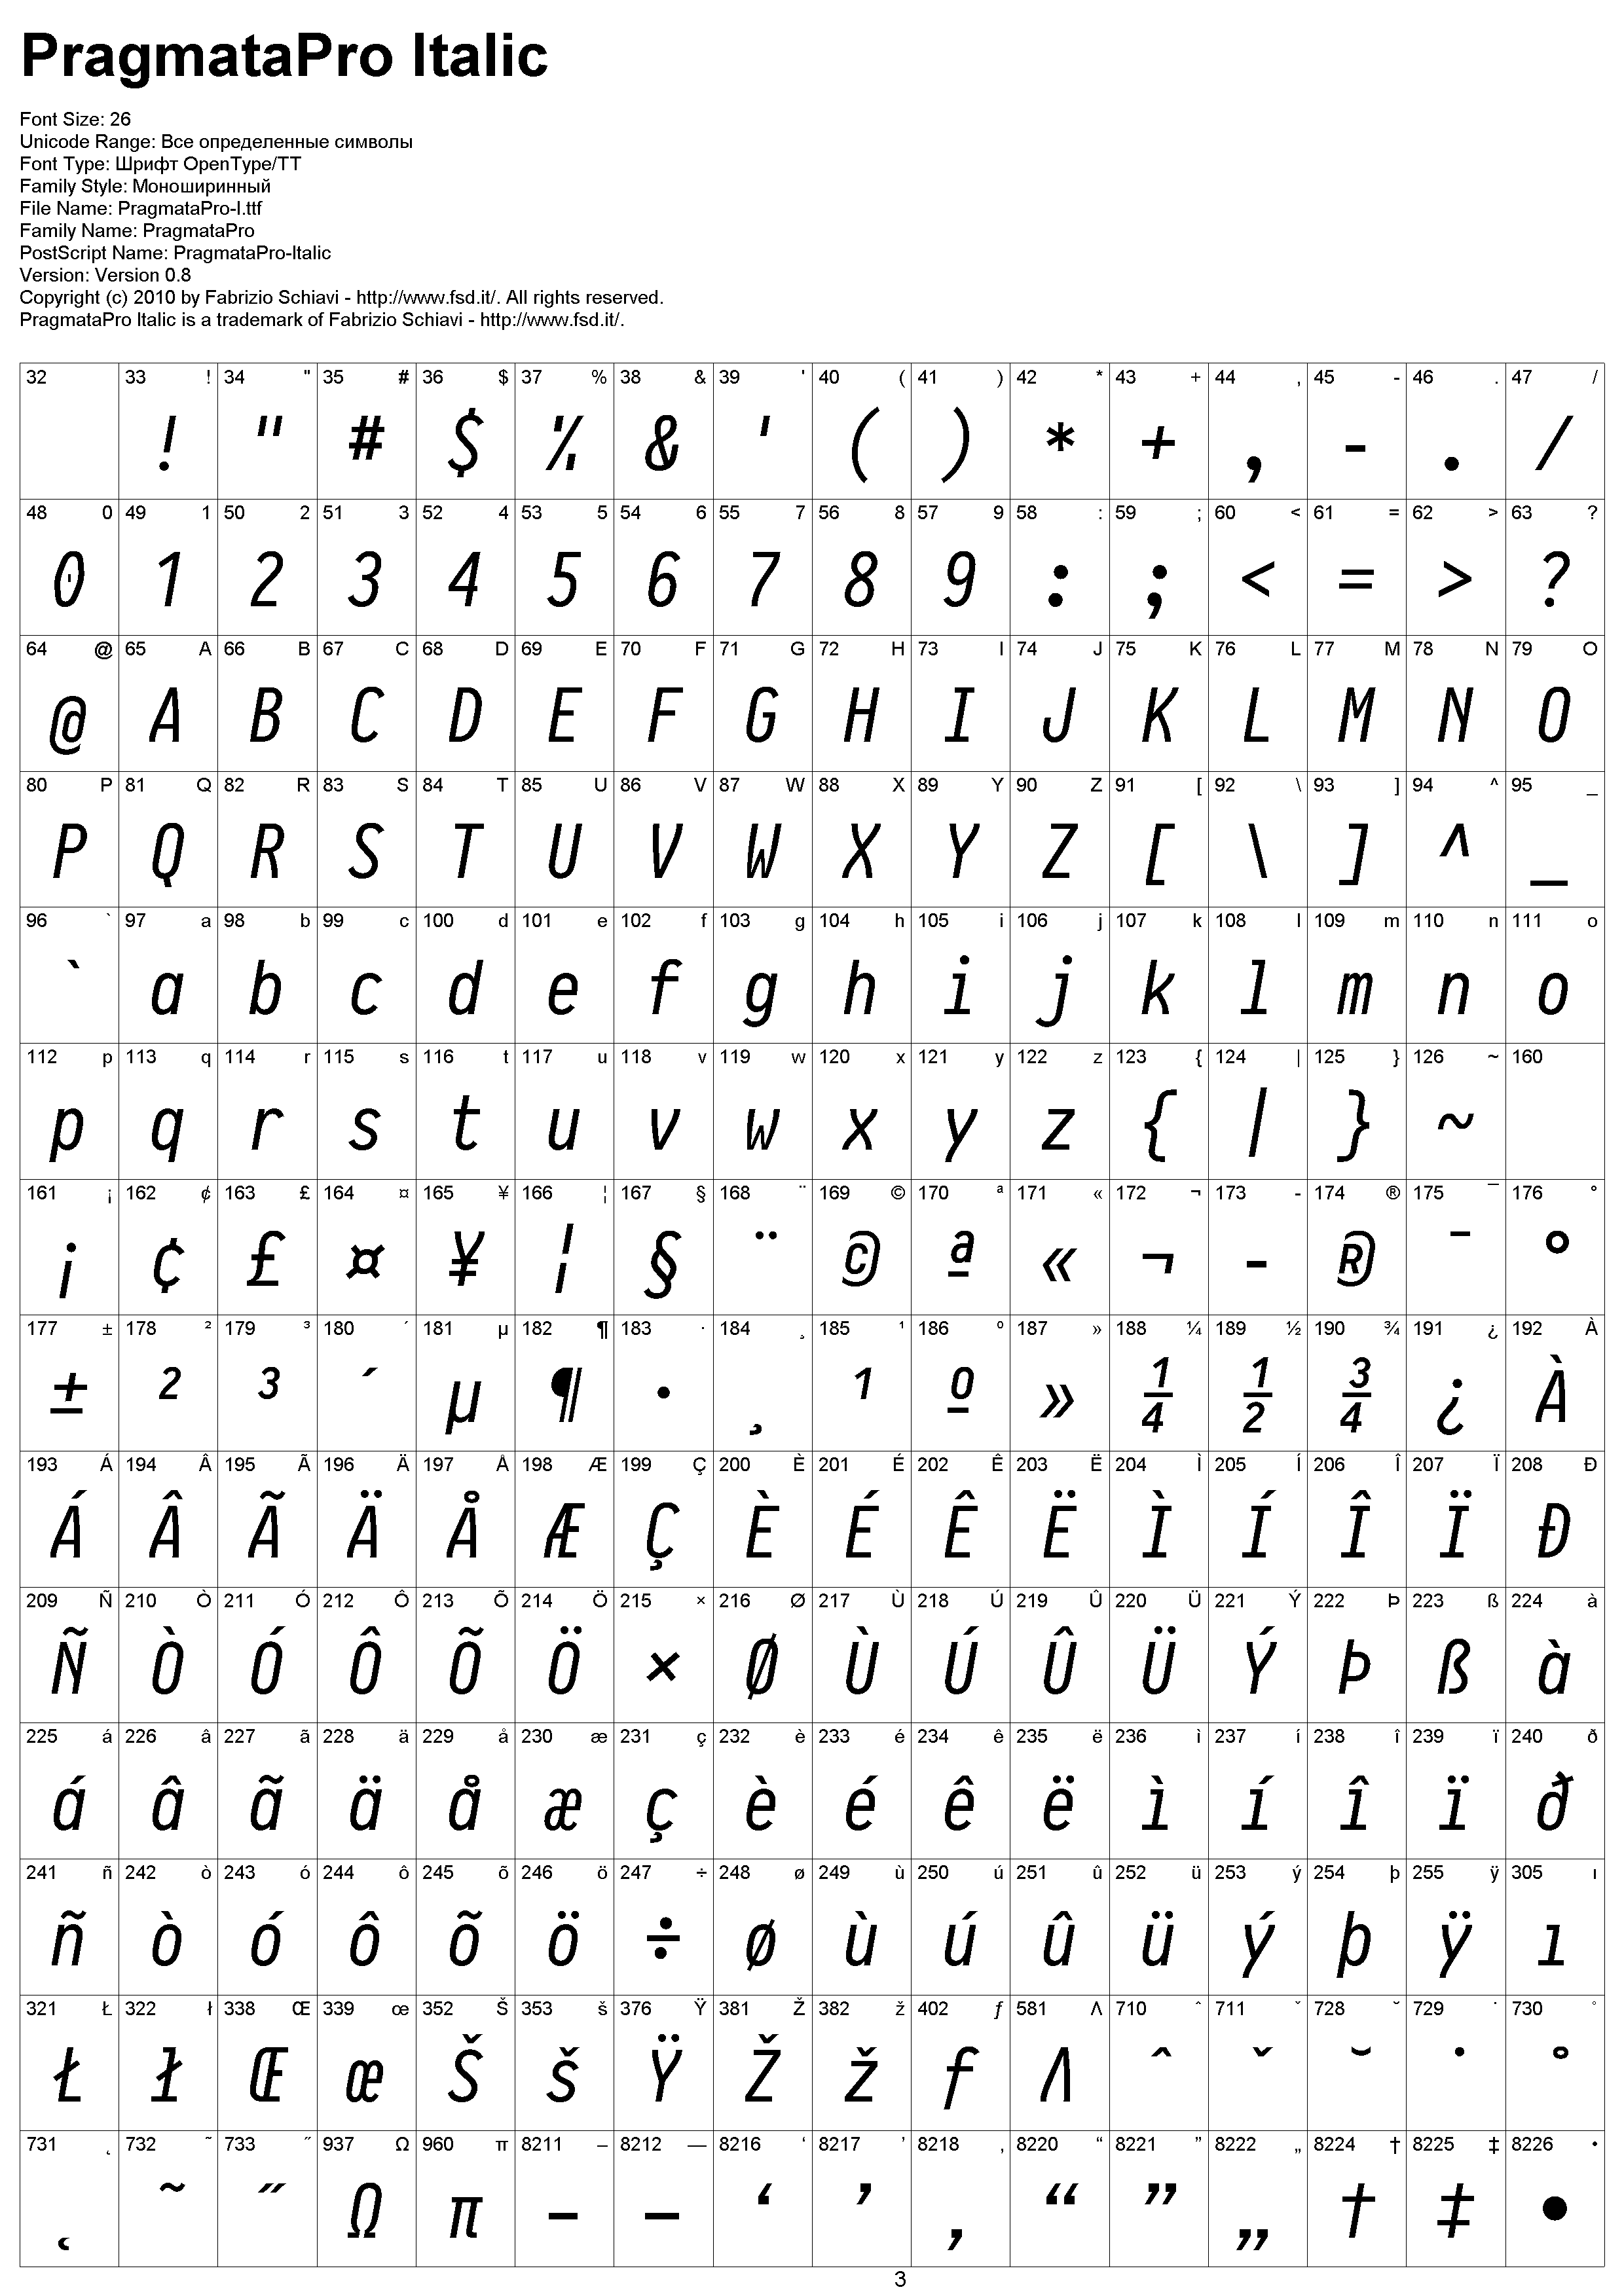 PragmataPro Italic
Font Size: 26
Unicode Range: Все определенные символы
Font Type: Шрифт OpenType/TT
Family Style: Моноширинный
File Name: PragmataPro-I.ttf
Family Name: PragmataPro
PostScript Name: PragmataPro-Italic
Version: Version 0.8
Copyright (c) 2010 by Fabrizio Schiavi - http://www.fsd.it/. All rights reserved.
PragmataPro Italic is a trademark of Fabrizio Schiavi - http://www.fsd.it/.
32 33 ! 34 " 35 # 36 $ 37 % 38 & 39 ' 40 ( 41 ) 42 * 43 + 44 , 45 - 46 . 47 /
! " # $ % & ' ( ) * + , - . /
48 0 49 1 50 2 51 3 52 4 53 5 54 6 55 7 56 8 57 9 58 : 59 ; 60 < 61 = 62 > 63 ?
0 1 2 3 4 5 6 7 8 9 : ; < = > ?
64 @ 65 A 66 B 67 C 68 D 69 E 70 F 71 G 72 H 73 I 74 J 75 K 76 L 77 M 78 N 79 O
@ A B C D E F G H I J K L M N O
80 P 81 Q 82 R 83 S 84 T 85 U 86 V 87 W 88 X 89 Y 90 Z 91 [ 92 \ 93 ] 94 ^ 95 _
P Q R S T U V W X Y Z [ \ ] ^ _
96 ` 97 a 98 b 99 c 100 d 101 e 102 f 103 g 104 h 105 i 106 j 107 k 108 l 109 m 110 n 111 o
` a b c d e f g h i j k l m n o
112 p 113 q 114 r 115 s 116 t 117 u 118 v 119 w 120 x 121 y 122 z 123 { 124 | 125 } 126 ~ 160
p q r s t u v w x y z { | } ~
161 ¡ 162 ¢ 163 £ 164 ¤ 165 ¥ 166 ¦ 167 § 168 ¨ 169 © 170 ª 171 « 172 ¬ 173 - 174 ® 175 ¯ 176 °
¡ ¢ £ ¤ ¥ ¦ § ¨ © ª « ¬ - ® ¯ °
177 ± 178 ² 179 ³ 180 ´ 181 µ 182 ¶ 183 · 184 ¸ 185 ¹ 186 º 187 » 188 ¼ 189 ½ 190 ¾ 191 ¿ 192 À
± ² ³ ´ µ ¶ · ¸ ¹ º » ¼ ½ ¾ ¿ À
193 Á 194 Â 195 Ã 196 Ä 197 Å 198 Æ 199 Ç 200 È 201 É 202 Ê 203 Ë 204 Ì 205 Í 206 Î 207 Ï 208 Ð
Á Â Ã Ä Å Æ Ç È É Ê Ë Ì Í Î Ï Ð
209 Ñ 210 Ò 211 Ó 212 Ô 213 Õ 214 Ö 215 × 216 Ø 217 Ù 218 Ú 219 Û 220 Ü 221 Ý 222 Þ 223 ß 224 à
Ñ Ò Ó Ô Õ Ö × Ø Ù Ú Û Ü Ý Þ ß à
225 á 226 â 227 ã 228 ä 229 å 230 æ 231 ç 232 è 233 é 234 ê 235 ë 236 ì 237 í 238 î 239 ï 240 ð
á â ã ä å æ ç è é ê ë ì í î ï ð
241 ñ 242 ò 243 ó 244 ô 245 õ 246 ö 247 ÷ 248 ø 249 ù 250 ú 251 û 252 ü 253 ý 254 þ 255 ÿ 305 ı
ñ ò ó ô õ ö ÷ ø ù ú û ü ý þ ÿ ı
321 Ł 322 ł 338 Œ 339 œ 352 Š 353 š 376 Ÿ 381 Ž 382 ž 402 ƒ 581 Ʌ 710 ˆ 711 ˇ 728 ˘ 729 ˙ 730 ˚
Ł ł Œ œ Š š Ÿ Ž ž ƒ Ʌ ˆ ˇ ˘ ˙ ˚
731 ˛ 732 ˜ 733 ˝ 937 Ω 960 π 8211 – 8212 — 8216 ‘ 8217 ’ 8218 ‚ 8220 “ 8221 ” 8222 „ 8224 † 8225 ‡ 8226 •
˛ ˜ ˝ Ω π – — ‘ ’ ‚ “ ” „ † ‡ •
3